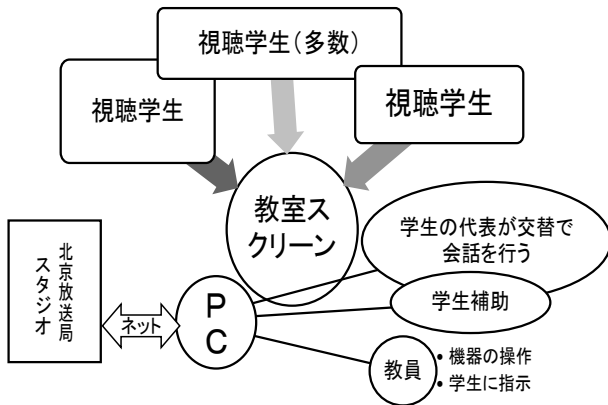 視聴学生（多数）
視聴学生
視聴学生
教室ス
クリーン
学生の代表が交替で
会話を行う
学生補助
北京放送局
スタジオ
ネット
P
C
教員
• 機器の操作
• 学生に指示